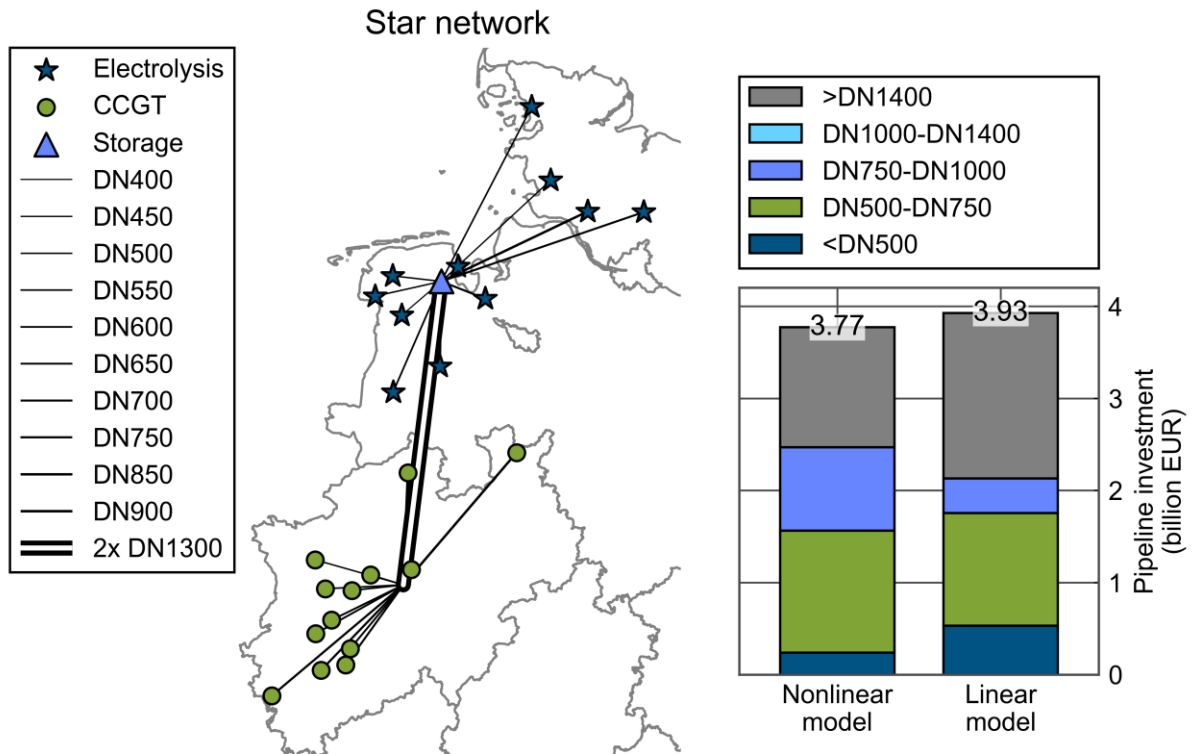 Star network
Electrolysis
CCGT
Storage
DN400
DN450
DN500
DN550
DN600
DN650
DN700
DN750
DN850
DN900
2x DN1300
>DN1400
DN1000-DN1400
DN750-DN1000
DN500-DN750
<DN500
3.77
3.93
4
3
2
1
0
Pipeline investment
(billion EUR)
Nonlinear
model
Linear
model